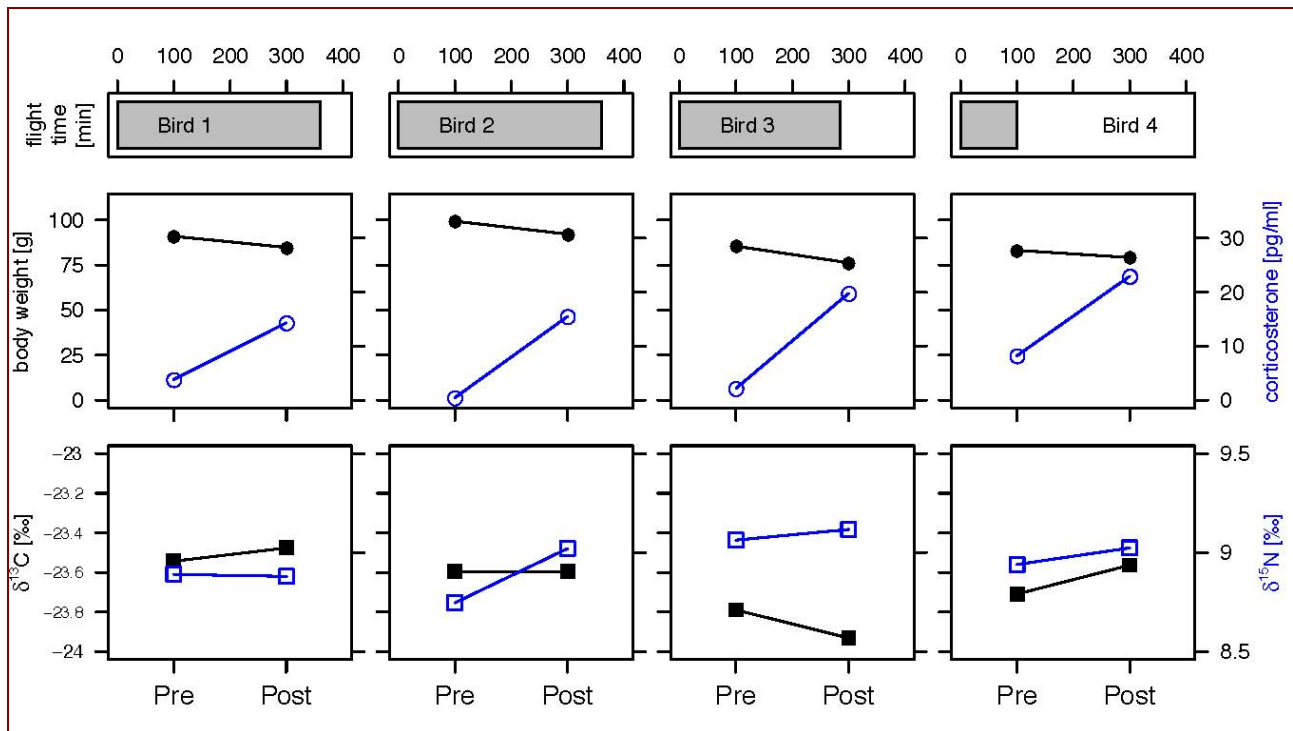 0 100 200 300 400 0 100 200 300 400 0 100 200 300 400 0 100 200 300 400
flight
time
[min]
Bird 1 Bird 2 Bird 3 Bird 4
body weight [g]
100
75
50
25
0
30
20
10
0
corticosterone [pg/ml]
δ¹³C [‰]
−23
−23.2
−23.4
−23.6
−23.8
−24
9.5
9
8.5
δ¹⁵N [‰]
Pre Post Pre Post Pre Post Pre Post